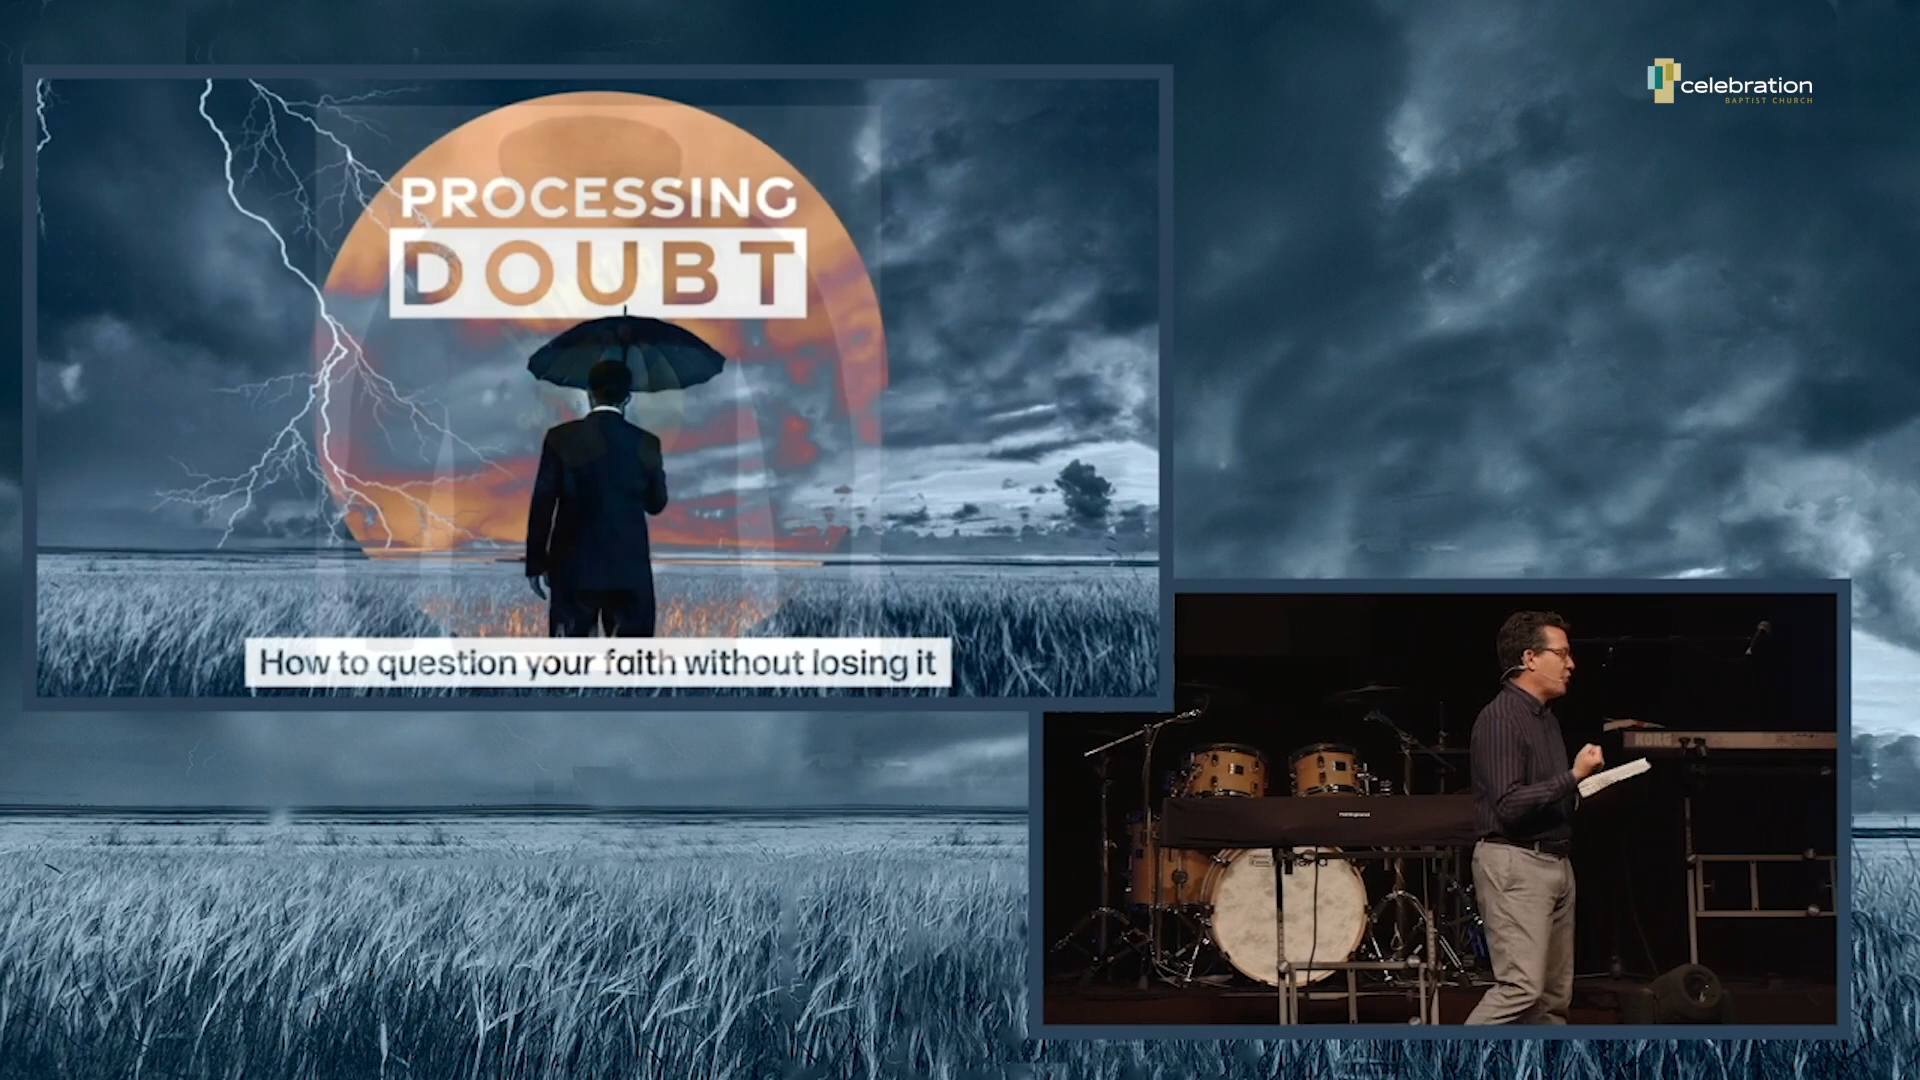 PROCESSING
DOUBT
How to question your faith without losing it
celebration
BAPTIST CHURCH
KORG